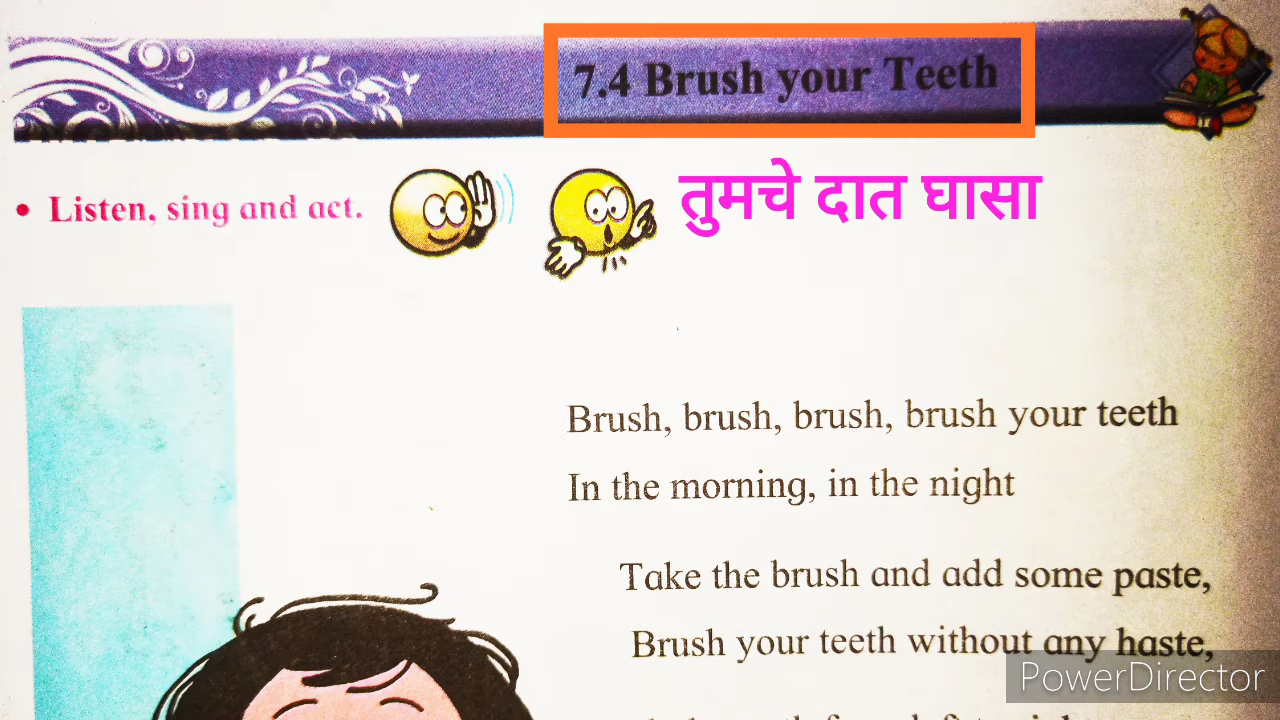 7.4 Brush your Teeth
• Listen, sing and act.
तुमचे दात घासा
Brush, brush, brush, brush your teeth
In the morning, in the night
Take the brush and add some paste,
Brush your teeth without any haste,
PowerDirector